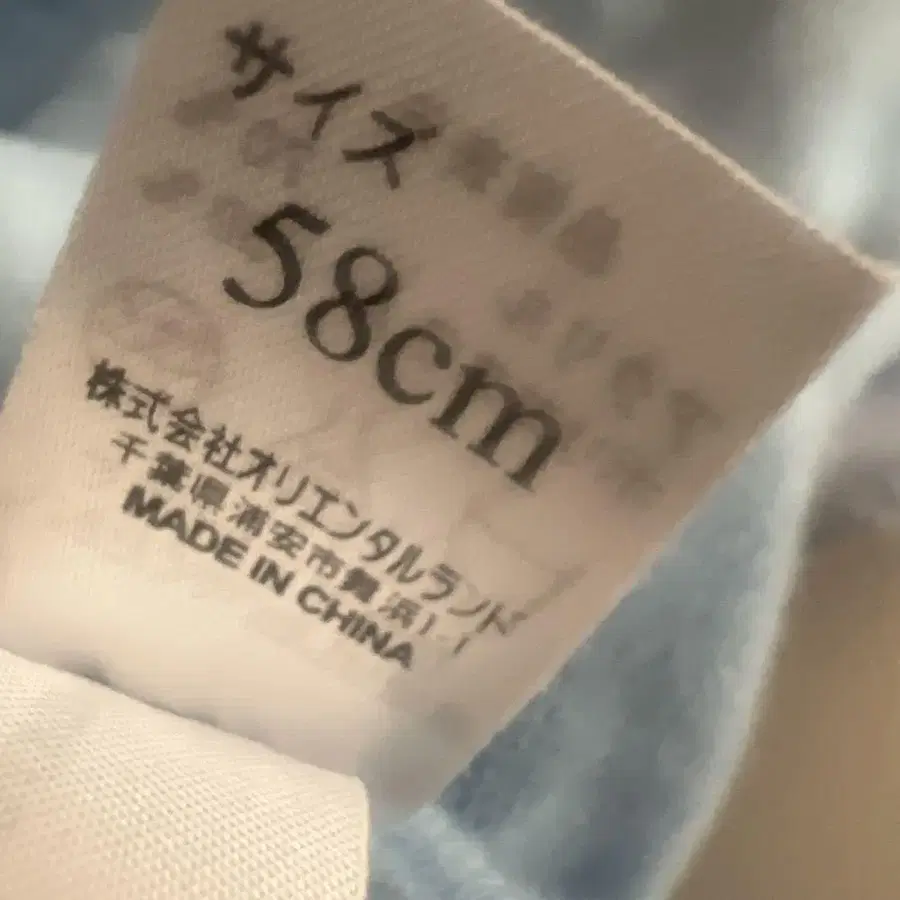 サイズ
58cm
株式会社オリエンタルランド
千葉県浦安市舞浜1-1
MADE IN CHINA